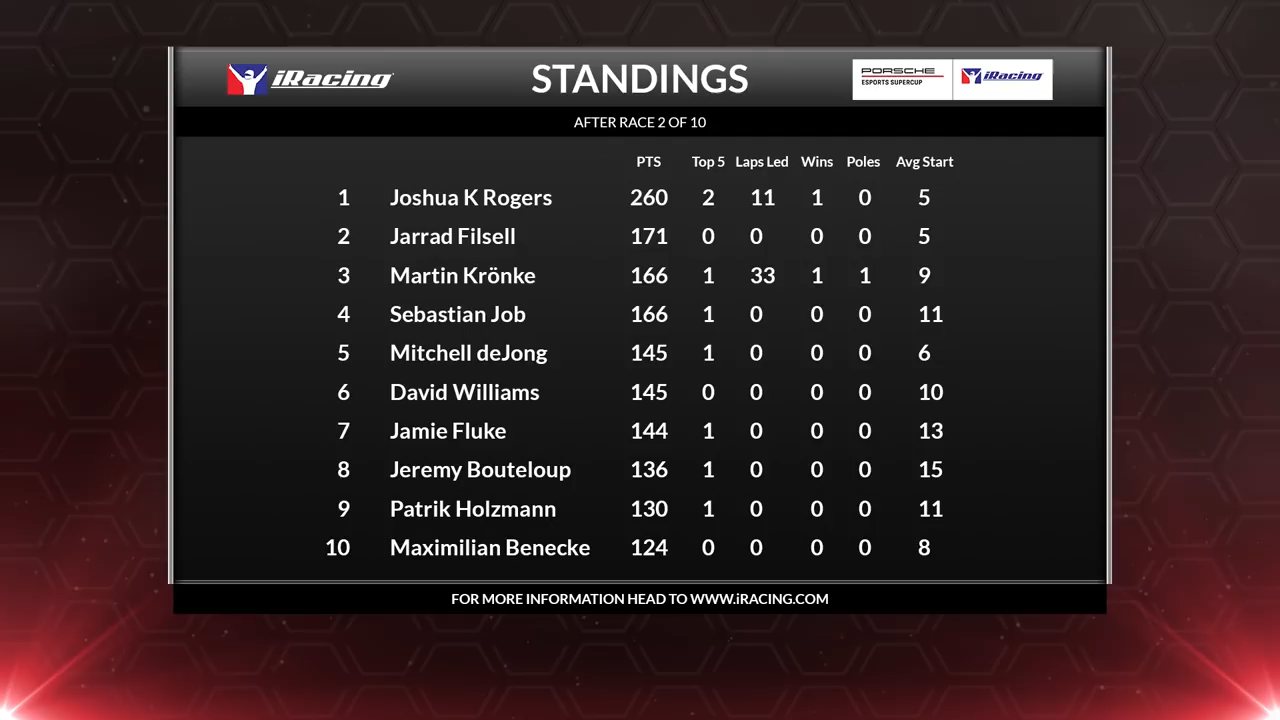 iRacing
STANDINGS
PORSCHE
ESPORTS SUPERCUP
iRacing
AFTER RACE 2 OF 10
PTS Top 5 Laps Led Wins Poles Avg Start
1 Joshua K Rogers 260 2 11 1 0 5
2 Jarrad Filsell 171 0 0 0 0 5
3 Martin Krönke 166 1 33 1 1 9
4 Sebastian Job 166 1 0 0 0 11
5 Mitchell deJong 145 1 0 0 0 6
6 David Williams 145 0 0 0 0 10
7 Jamie Fluke 144 1 0 0 0 13
8 Jeremy Bouteloup 136 1 0 0 0 15
9 Patrik Holzmann 130 1 0 0 0 11
10 Maximilian Benecke 124 0 0 0 0 8
FOR MORE INFORMATION HEAD TO WWW.iRACING.COM